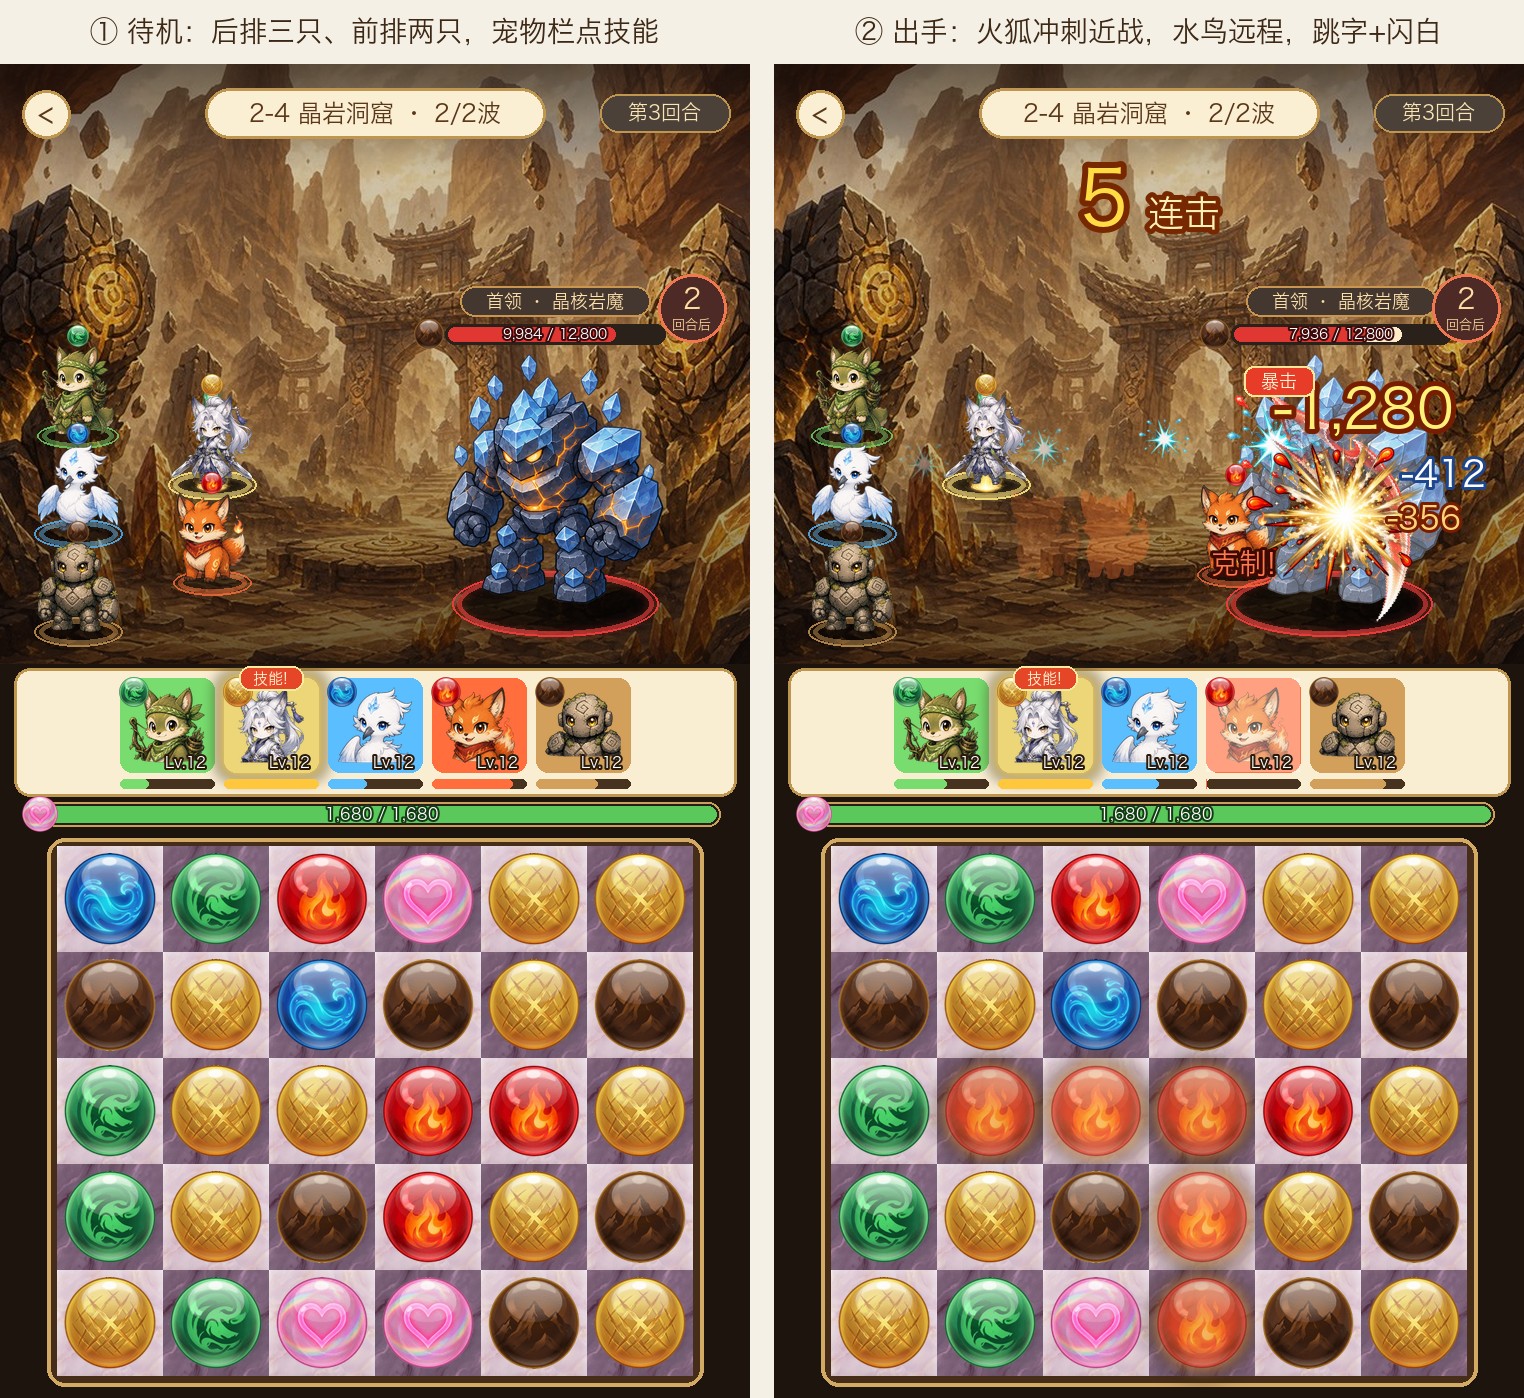 ① 待机：后排三只、前排两只，宠物栏点技能
<
2-4 晶岩洞窟 · 2/2波
第3回合
首领 · 晶核岩魔
2
回合后
9,984 / 12,800
技能!
Lv.12
Lv.12
Lv.12
Lv.12
Lv.12
1,680 / 1,680
② 出手：火狐冲刺近战，水鸟远程，跳字+闪白
<
2-4 晶岩洞窟 · 2/2波
第3回合
5 连击
首领 · 晶核岩魔
2
回合后
7,936 / 12,800
暴击
-1,280
-412
-356
克制!
技能!
Lv.12
Lv.12
Lv.12
Lv.12
Lv.12
1,680 / 1,680